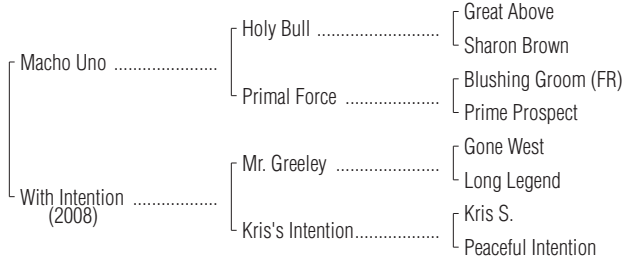 Great Above
Holy Bull ......................
Sharon Brown
Macho Uno ...................
Blushing Groom (FR)
Primal Force .................
Prime Prospect
Gone West
Mr. Greeley ...................
Long Legend
With Intention ...............
(2008)
Kris S.
Kris's Intention...............
Peaceful Intention